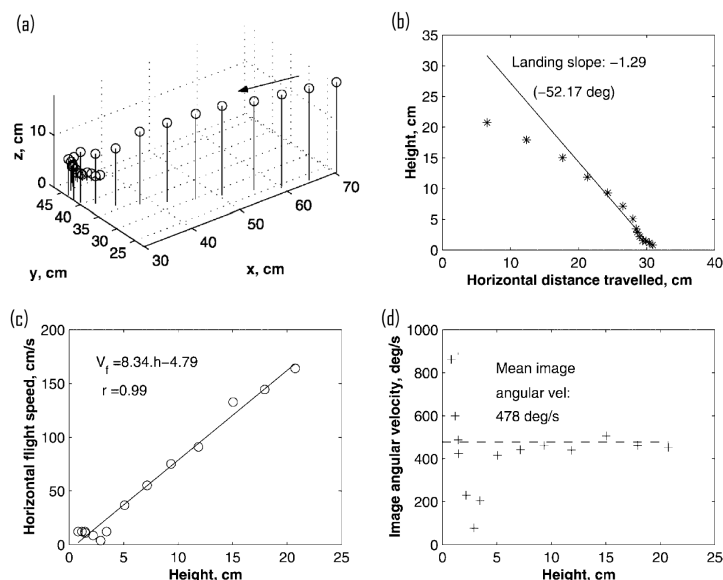 (a)
z, cm
10
0
45
40
35
30
25
y, cm
30
40
50
60
70
x, cm
(b)
Height, cm
35
30
25
20
15
10
5
0
Landing slope: −1.29
(−52.17 deg)
0 10 20 30 40
Horizontal distance travelled, cm
(c)
Horizontal flight speed, cm/s
200
150
100
50
0
V_f =8.34.h−4.79
r =0.99
0 5 10 15 20 25
Height, cm
(d)
Image angular velocity, deg/s
1000
800
600
400
200
0
Mean image
angular vel:
478 deg/s
0 5 10 15 20 25
Height, cm